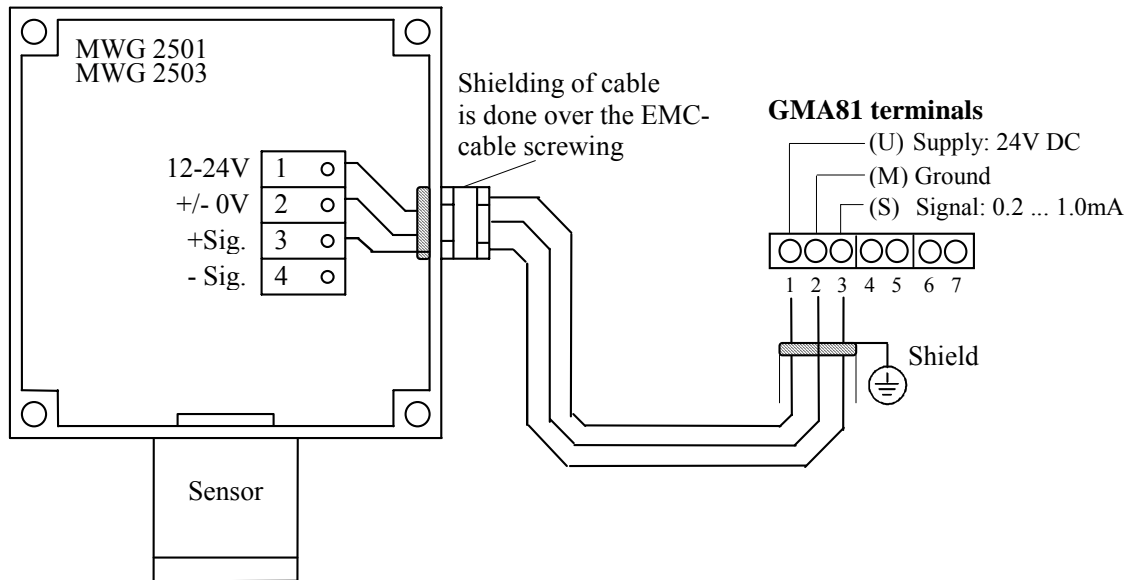 MWG 2501
MWG 2503
Shielding of cable
is done over the EMC-
cable screwing
GMA81 terminals
(U) Supply: 24V DC
(M) Ground
(S) Signal: 0.2 ... 1.0mA
12-24V 1
+/- 0V 2
+Sig. 3
- Sig. 4
1 2 3 4 5 6 7
Shield
Sensor